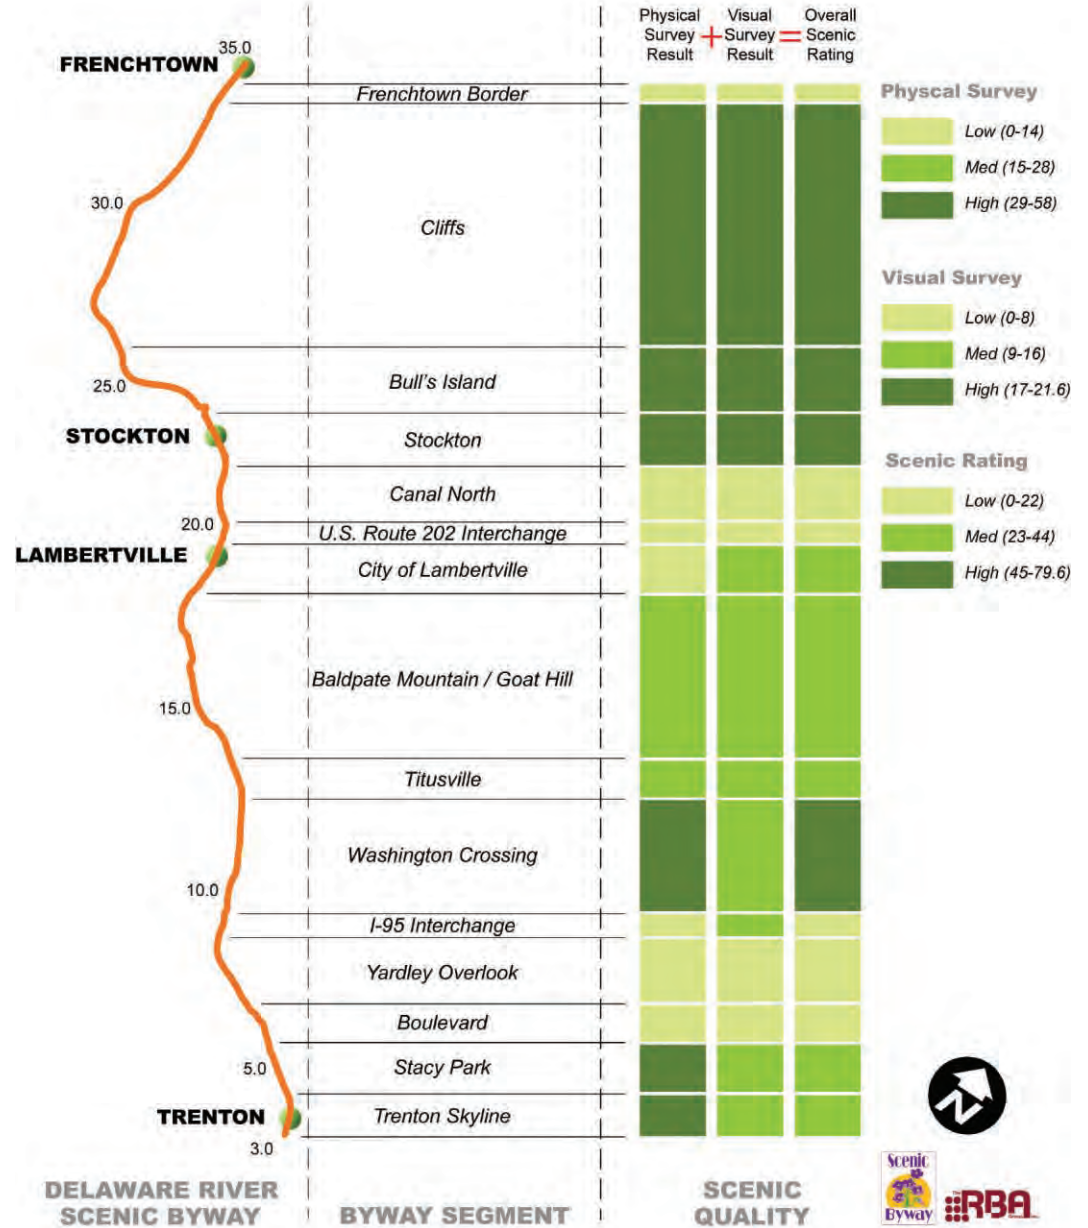 Physical
Survey
Result
+
Visual
Survey
Result
=
Overall
Scenic
Rating
35.0
FRENCHTOWN
Frenchtown Border
30.0
Cliffs
25.0
Bull's Island
STOCKTON
Stockton
Canal North
20.0
U.S. Route 202 Interchange
LAMBERTVILLE
City of Lambertville
Baldpate Mountain / Goat Hill
15.0
Titusville
Washington Crossing
10.0
I-95 Interchange
Yardley Overlook
Boulevard
5.0
Stacy Park
TRENTON
Trenton Skyline
3.0
Physcal Survey
Low (0-14)
Med (15-28)
High (29-58)
Visual Survey
Low (0-8)
Med (9-16)
High (17-21.6)
Scenic Rating
Low (0-22)
Med (23-44)
High (45-79.6)
N
DELAWARE RIVER
SCENIC BYWAY
BYWAY SEGMENT
SCENIC
QUALITY
Scenic
Byway
RBA